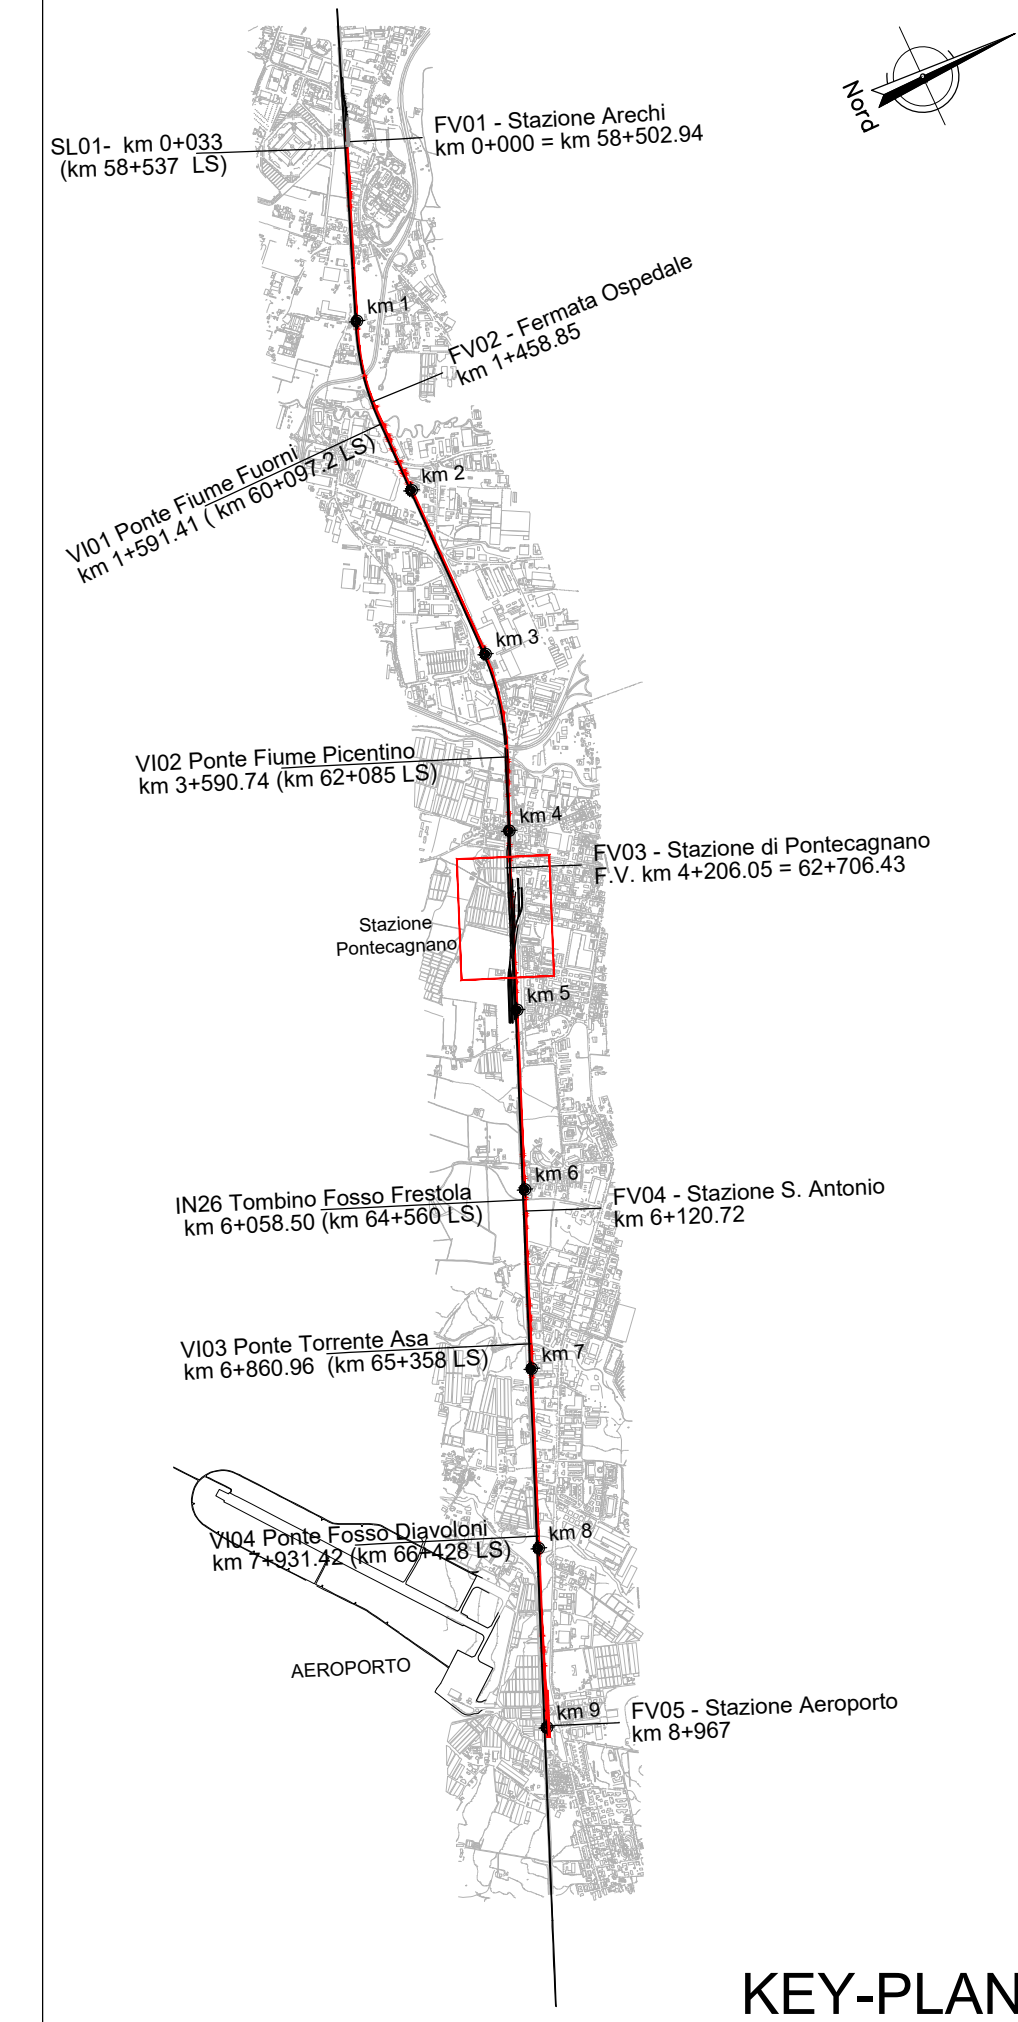 Nord
FV01 - Stazione Arechi
km 0+000 = km 58+502.94
SL01- km 0+033
(km 58+537 LS)
km 1
FV02 - Fermata Ospedale
km 1+458.85
VI01 Ponte Fiume Fuorni
km 1+591.41 ( km 60+097.2 LS)
km 2
km 3
VI02 Ponte Fiume Picentino
km 3+590.74 (km 62+085 LS)
km 4
FV03 - Stazione di Pontecagnano
F.V. km 4+206.05 = 62+706.43
Stazione
Pontecagnano
km 5
km 6
IN26 Tombino Fosso Frestola
km 6+058.50 (km 64+560 LS)
FV04 - Stazione S. Antonio
km 6+120.72
VI03 Ponte Torrente Asa
km 6+860.96 (km 65+358 LS)
km 7
VI04 Ponte Fosso Diavoloni
km 7+931.42 (km 66+428 LS)
km 8
AEROPORTO
km 9
FV05 - Stazione Aeroporto
km 8+967
KEY-PLAN